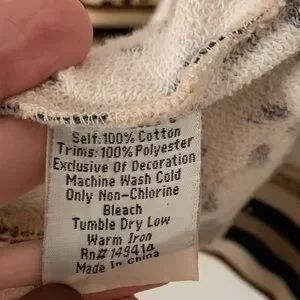 Self:100% Cotton
Trims:100% Polyester
Exclusive Of Decoration
Machine Wash Cold
Only Non-Chlorine
Bleach
Tumble Dry Low
Warm Iron
Rn# 149414
Made In China